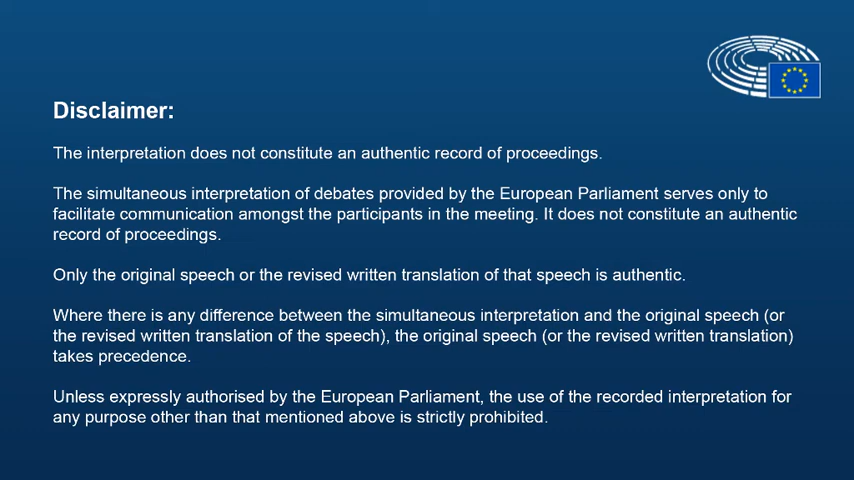 Disclaimer:
The interpretation does not constitute an authentic record of proceedings.
The simultaneous interpretation of debates provided by the European Parliament serves only to
facilitate communication amongst the participants in the meeting. It does not constitute an authentic
record of proceedings.
Only the original speech or the revised written translation of that speech is authentic.
Where there is any difference between the simultaneous interpretation and the original speech (or
the revised written translation of the speech), the original speech (or the revised written translation)
takes precedence.
Unless expressly authorised by the European Parliament, the use of the recorded interpretation for
any purpose other than that mentioned above is strictly prohibited.